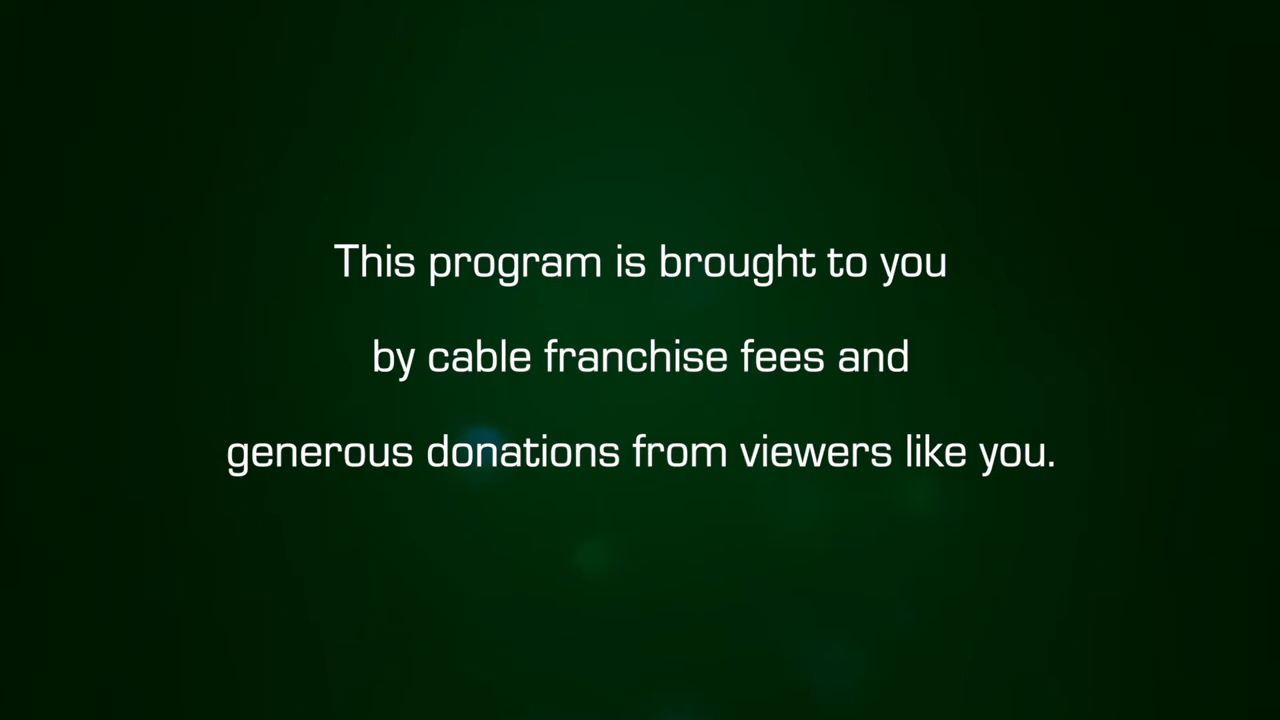 This program is brought to you
by cable franchise fees and
generous donations from viewers like you.